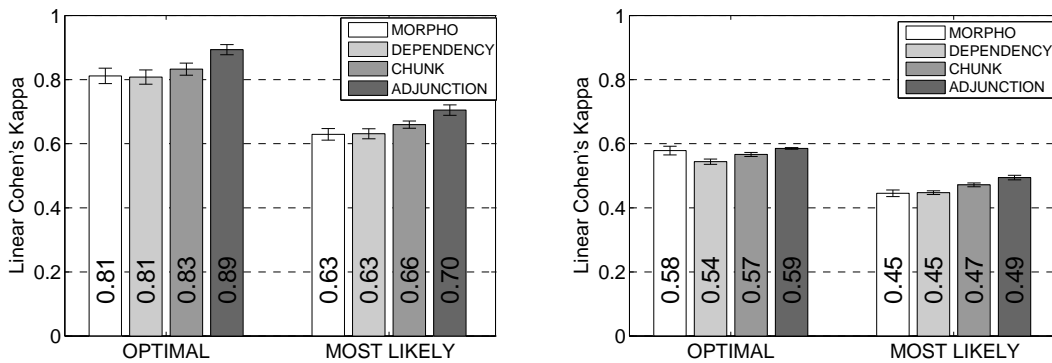 Linear Cohen's Kappa
1
0.8
0.6
0.4
0.2
0
MORPHO
DEPENDENCY
CHUNK
ADJUNCTION
0.81
0.81
0.83
0.89
0.63
0.63
0.66
0.70
OPTIMAL
MOST LIKELY
Linear Cohen's Kappa
1
0.8
0.6
0.4
0.2
0
MORPHO
DEPENDENCY
CHUNK
ADJUNCTION
0.58
0.54
0.57
0.59
0.45
0.45
0.47
0.49
OPTIMAL
MOST LIKELY